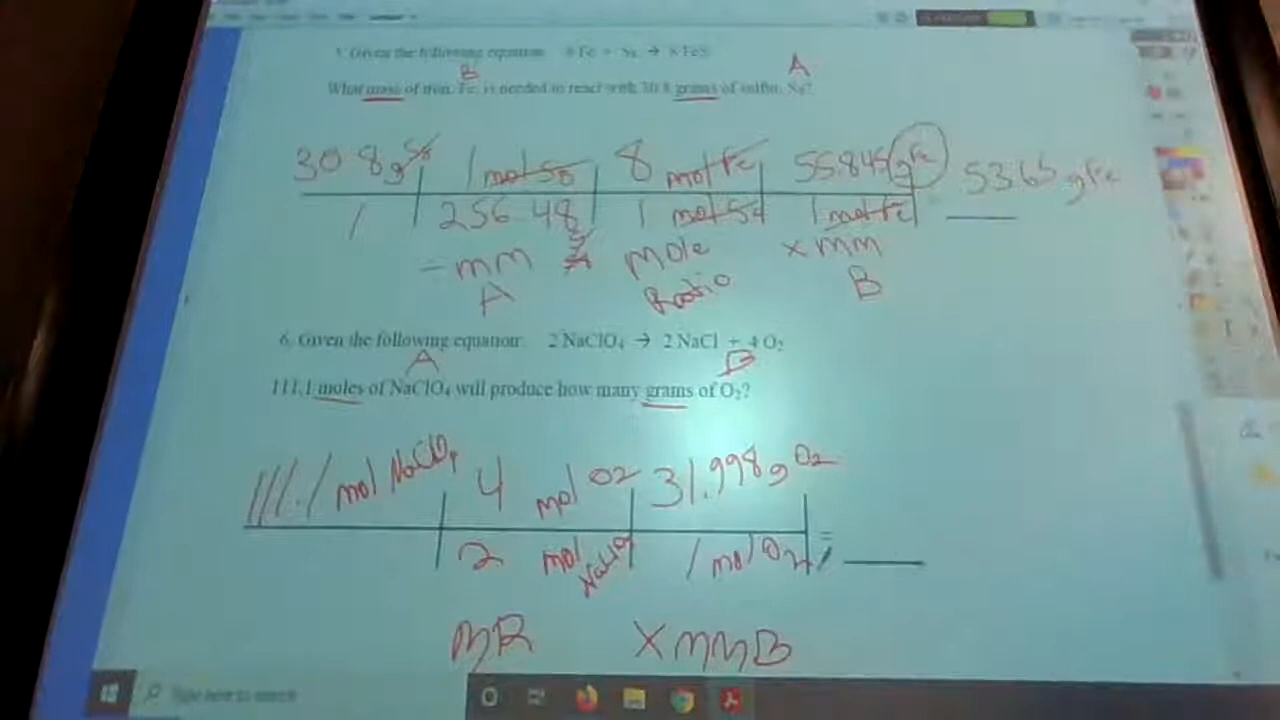 Given the following equation: 8 Fe + S₈ → 8 FeS
B A
What mass of iron, Fe, is needed to react with 30.8 grams of sulfur, S₈?
30.8 g S8 1 mol S8 8 mol Fe 55.845 g Fe 53.65 g Fe
1 256.48 1 mol S8 1 mol Fe
÷ MM Mole × MM
A Ratio B
6. Given the following equation: 2 NaClO₄ → 2 NaCl + 4 O₂
A B
111.1 moles of NaClO₄ will produce how many grams of O₂?
111.1 mol NaClO4 4 mol O2 31.998 g O2
2 mol 1 mol O2 =
MR × MMB
Type here to search